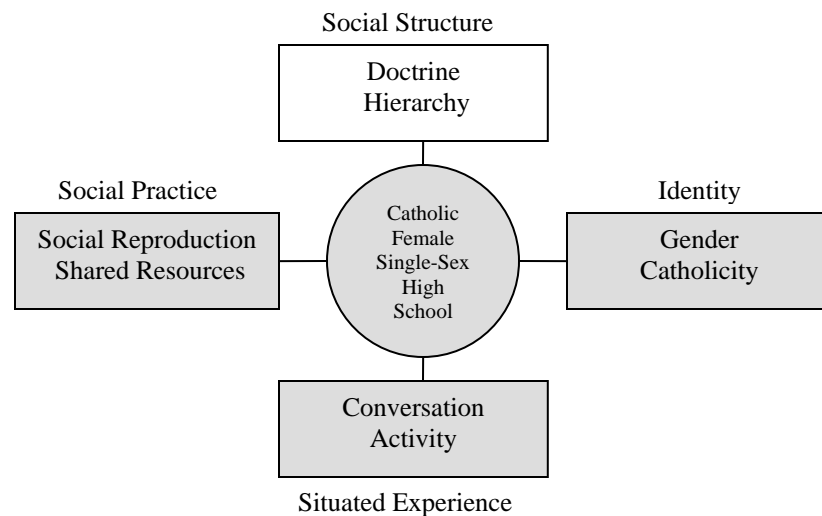 Social Structure
Doctrine
Hierarchy
Social Practice
Social Reproduction
Shared Resources
Catholic
Female
Single-Sex
High
School
Identity
Gender
Catholicity
Conversation
Activity
Situated Experience